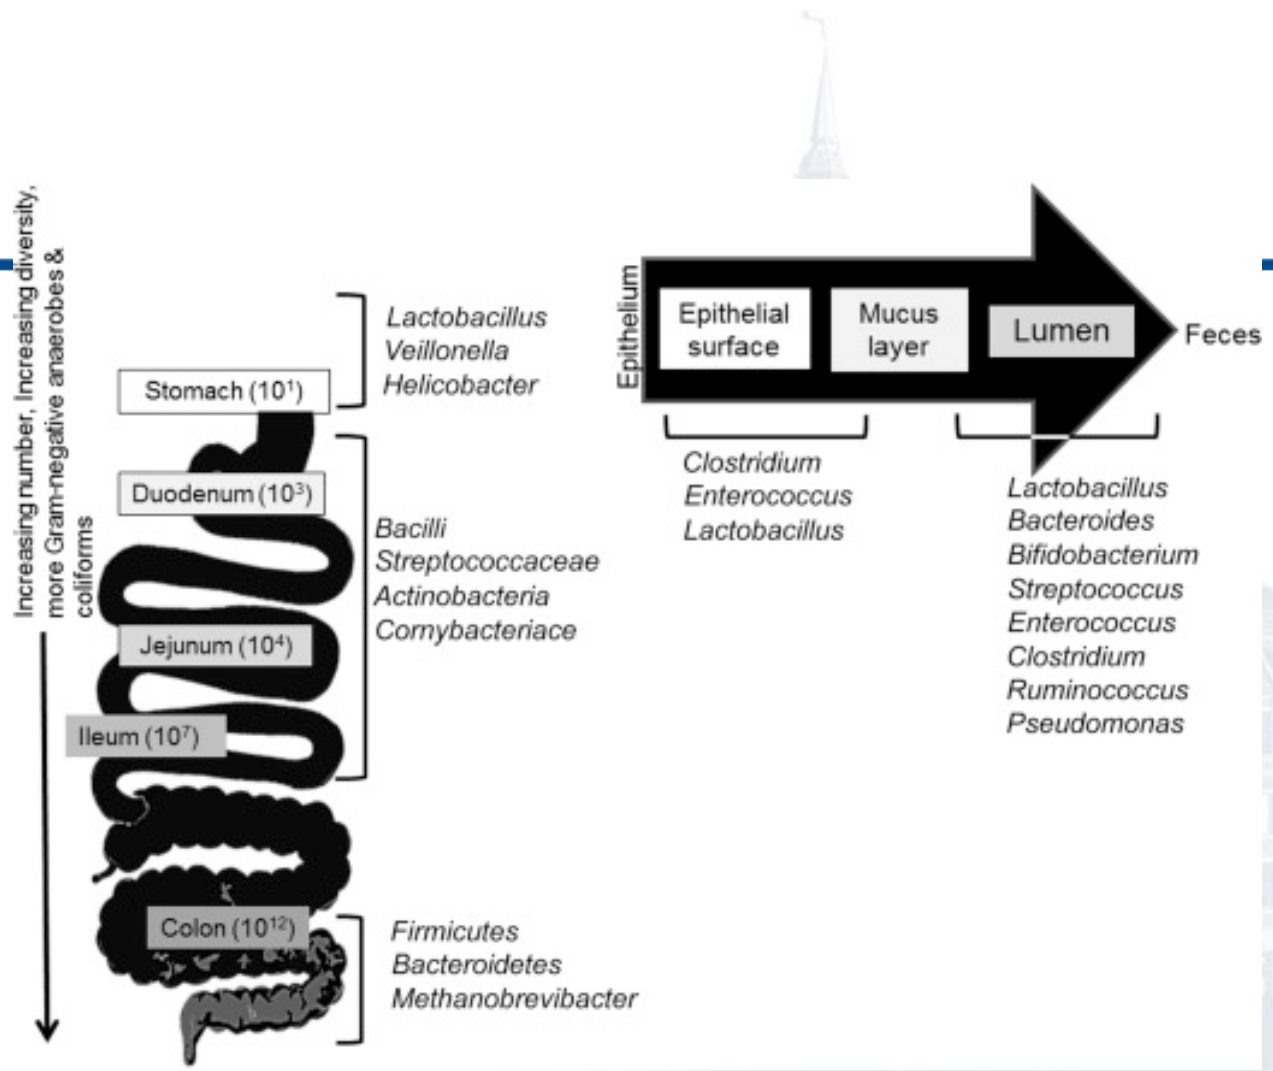 Increasing number, Increasing diversity,
more Gram-negative anaerobes &
coliforms
Stomach (10¹)
Lactobacillus
Veillonella
Helicobacter
Duodenum (10³)
Jejunum (10⁴)
Ileum (10⁷)
Bacilli
Streptococcaceae
Actinobacteria
Cornybacteriace
Colon (10¹²)
Firmicutes
Bacteroidetes
Methanobrevibacter
Epithelium
Epithelial
surface
Mucus
layer
Lumen
Feces
Clostridium
Enterococcus
Lactobacillus
Lactobacillus
Bacteroides
Bifidobacterium
Streptococcus
Enterococcus
Clostridium
Ruminococcus
Pseudomonas